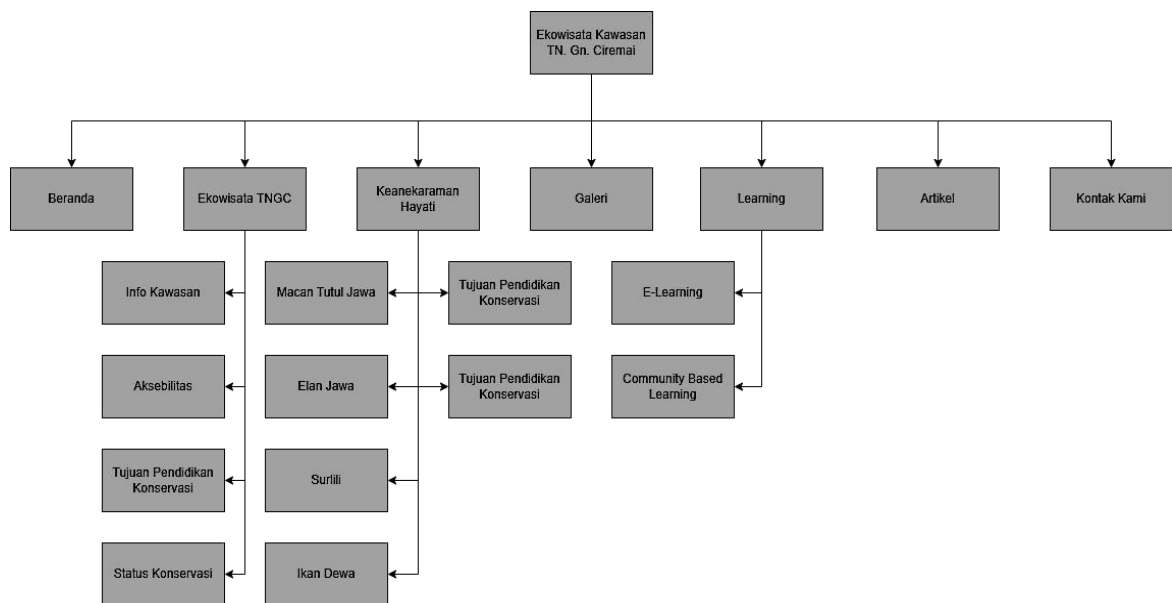 Ekowisata Kawasan
TN. Gn. Ciremai
Beranda
Ekowisata TNGC
Keanekaraman
Hayati
Galeri
Learning
Artikel
Kontak Kami
Info Kawasan
Macan Tutul Jawa
Tujuan Pendidikan
Konservasi
E-Learning
Aksebilitas
Elan Jawa
Tujuan Pendidikan
Konservasi
Community Based
Learning
Tujuan Pendidikan
Konservasi
Surlili
Status Konservasi
Ikan Dewa